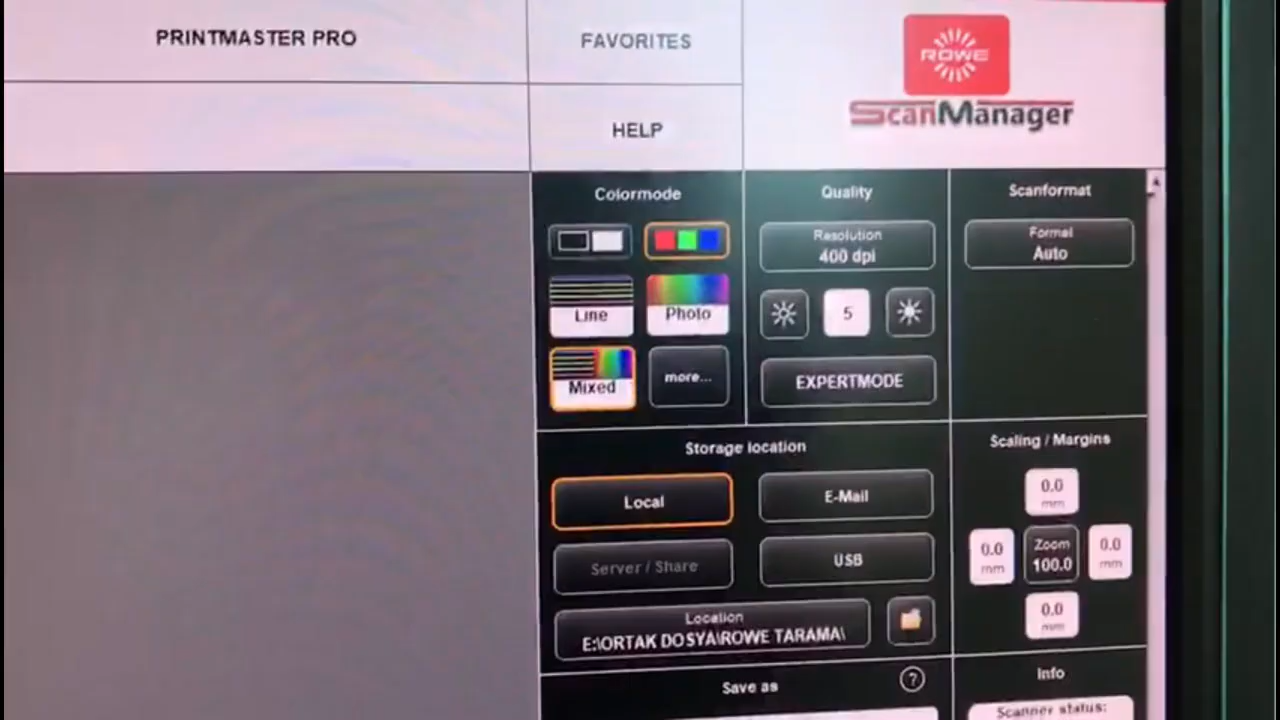 PRINTMASTER PRO
FAVORITES
HELP
ROWE
ScanManager
Colormode
Line
Photo
Mixed
more...
Quality
Resolution
400 dpi
5
EXPERTMODE
Scanformat
Format
Auto
Storage location
Local
E-Mail
Server / Share
USB
Location
E:\ORTAK DOSYA\ROWE TARAMA\
Scaling / Margins
0.0
mm
0.0
mm
Zoom
100.0
0.0
mm
0.0
mm
Save as
?
Info
Scanner status: